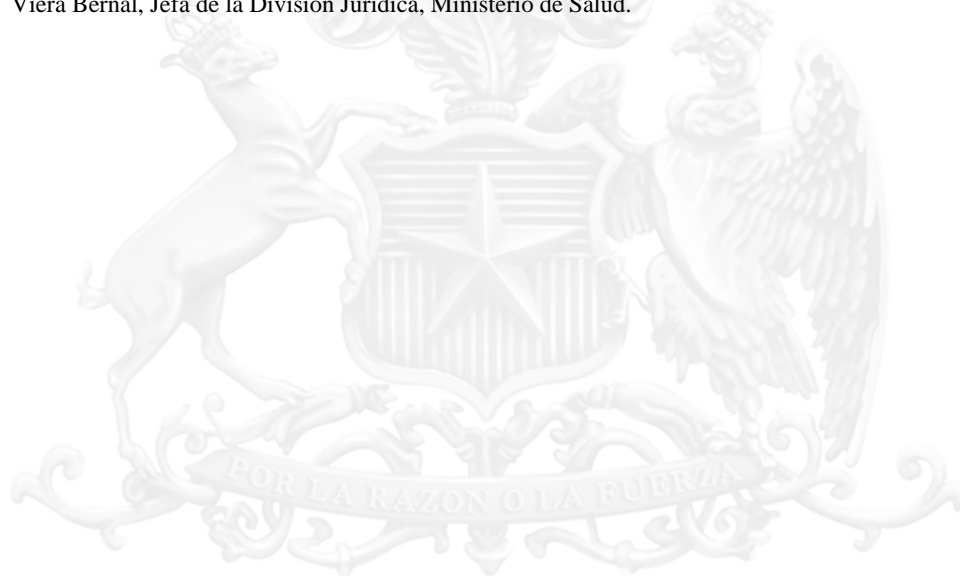 Viera Bernal, Jefa de la División Jurídica, Ministerio de Salud.
POR LA RAZON O LA FUERZA